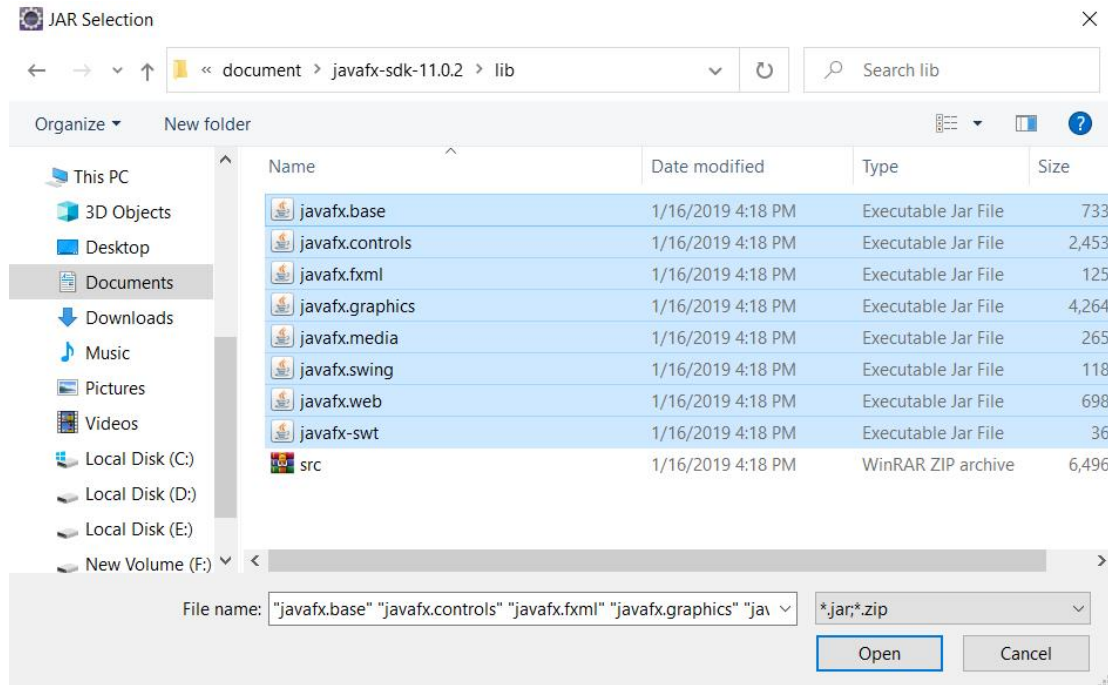 JAR Selection
« document > javafx-sdk-11.0.2 > lib
Search lib
Organize New folder
Name Date modified Type Size
This PC
3D Objects
Desktop
Documents
Downloads
Music
Pictures
Videos
Local Disk (C:)
Local Disk (D:)
Local Disk (E:)
New Volume (F:)
javafx.base 1/16/2019 4:18 PM Executable Jar File 733
javafx.controls 1/16/2019 4:18 PM Executable Jar File 2,453
javafx.fxml 1/16/2019 4:18 PM Executable Jar File 125
javafx.graphics 1/16/2019 4:18 PM Executable Jar File 4,264
javafx.media 1/16/2019 4:18 PM Executable Jar File 265
javafx.swing 1/16/2019 4:18 PM Executable Jar File 118
javafx.web 1/16/2019 4:18 PM Executable Jar File 698
javafx-swt 1/16/2019 4:18 PM Executable Jar File 36
src 1/16/2019 4:18 PM WinRAR ZIP archive 6,496
File name: "javafx.base" "javafx.controls" "javafx.fxml" "javafx.graphics" "jav
*.jar;*.zip
Open Cancel